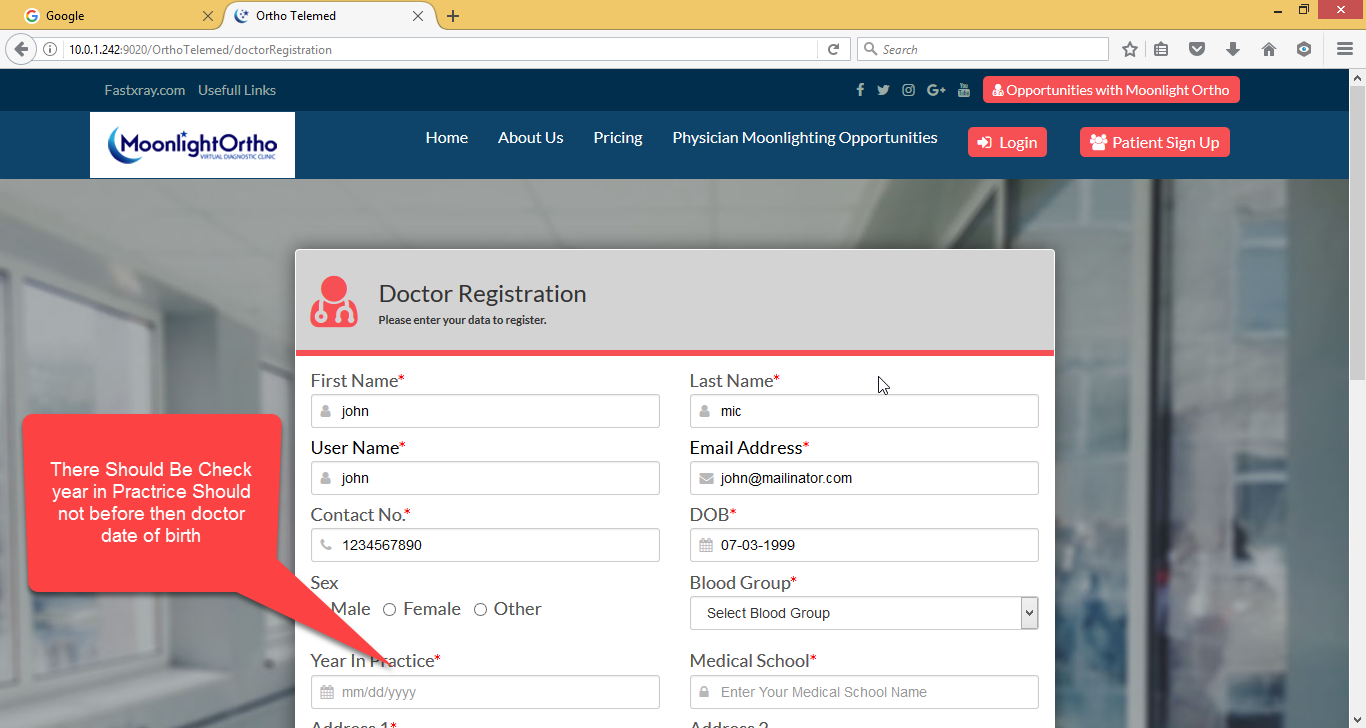 Google
Ortho Telemed
10.0.1.242:9020/OrthoTelemed/doctorRegistration
Search
Fastxray.com Usefull Links
Opportunities with Moonlight Ortho
MoonlightOrtho
VIRTUAL DIAGNOSTIC CLINIC
Home About Us Pricing Physician Moonlighting Opportunities Login Patient Sign Up
Doctor Registration
Please enter your data to register.
First Name* Last Name*
john mic
User Name* Email Address*
john john@mailinator.com
Contact No.* DOB*
1234567890 07-03-1999
Sex Blood Group*
Male Female Other Select Blood Group
Year In Practice* Medical School*
mm/dd/yyyy Enter Your Medical School Name
Address 1* Address 2
There Should Be Check
year in Practrice Should
not before then doctor
date of birth